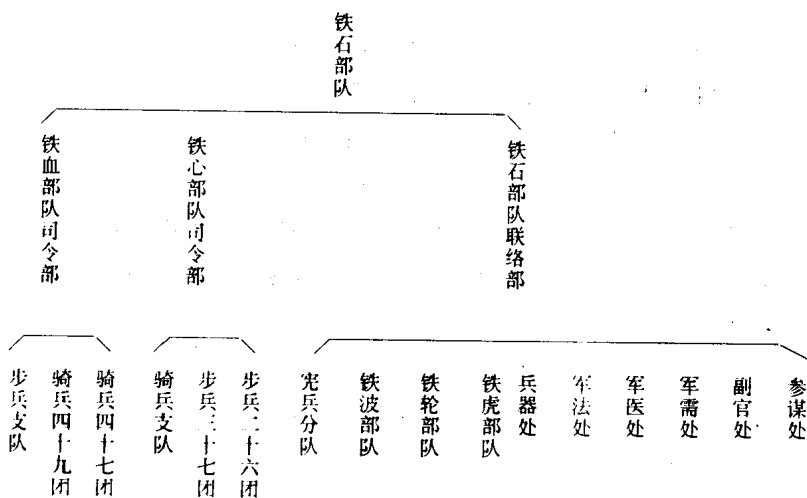 铁石部队
铁石部队联络部
铁心部队司令部
铁血部队司令部
参谋处
副官处
军需处
军医处
军法处
兵器处
铁虎部队
铁轮部队
铁波部队
宪兵分队
步兵二十六团
步兵三十七团
骑兵支队
骑兵四十七团
骑兵四十九团
步兵支队